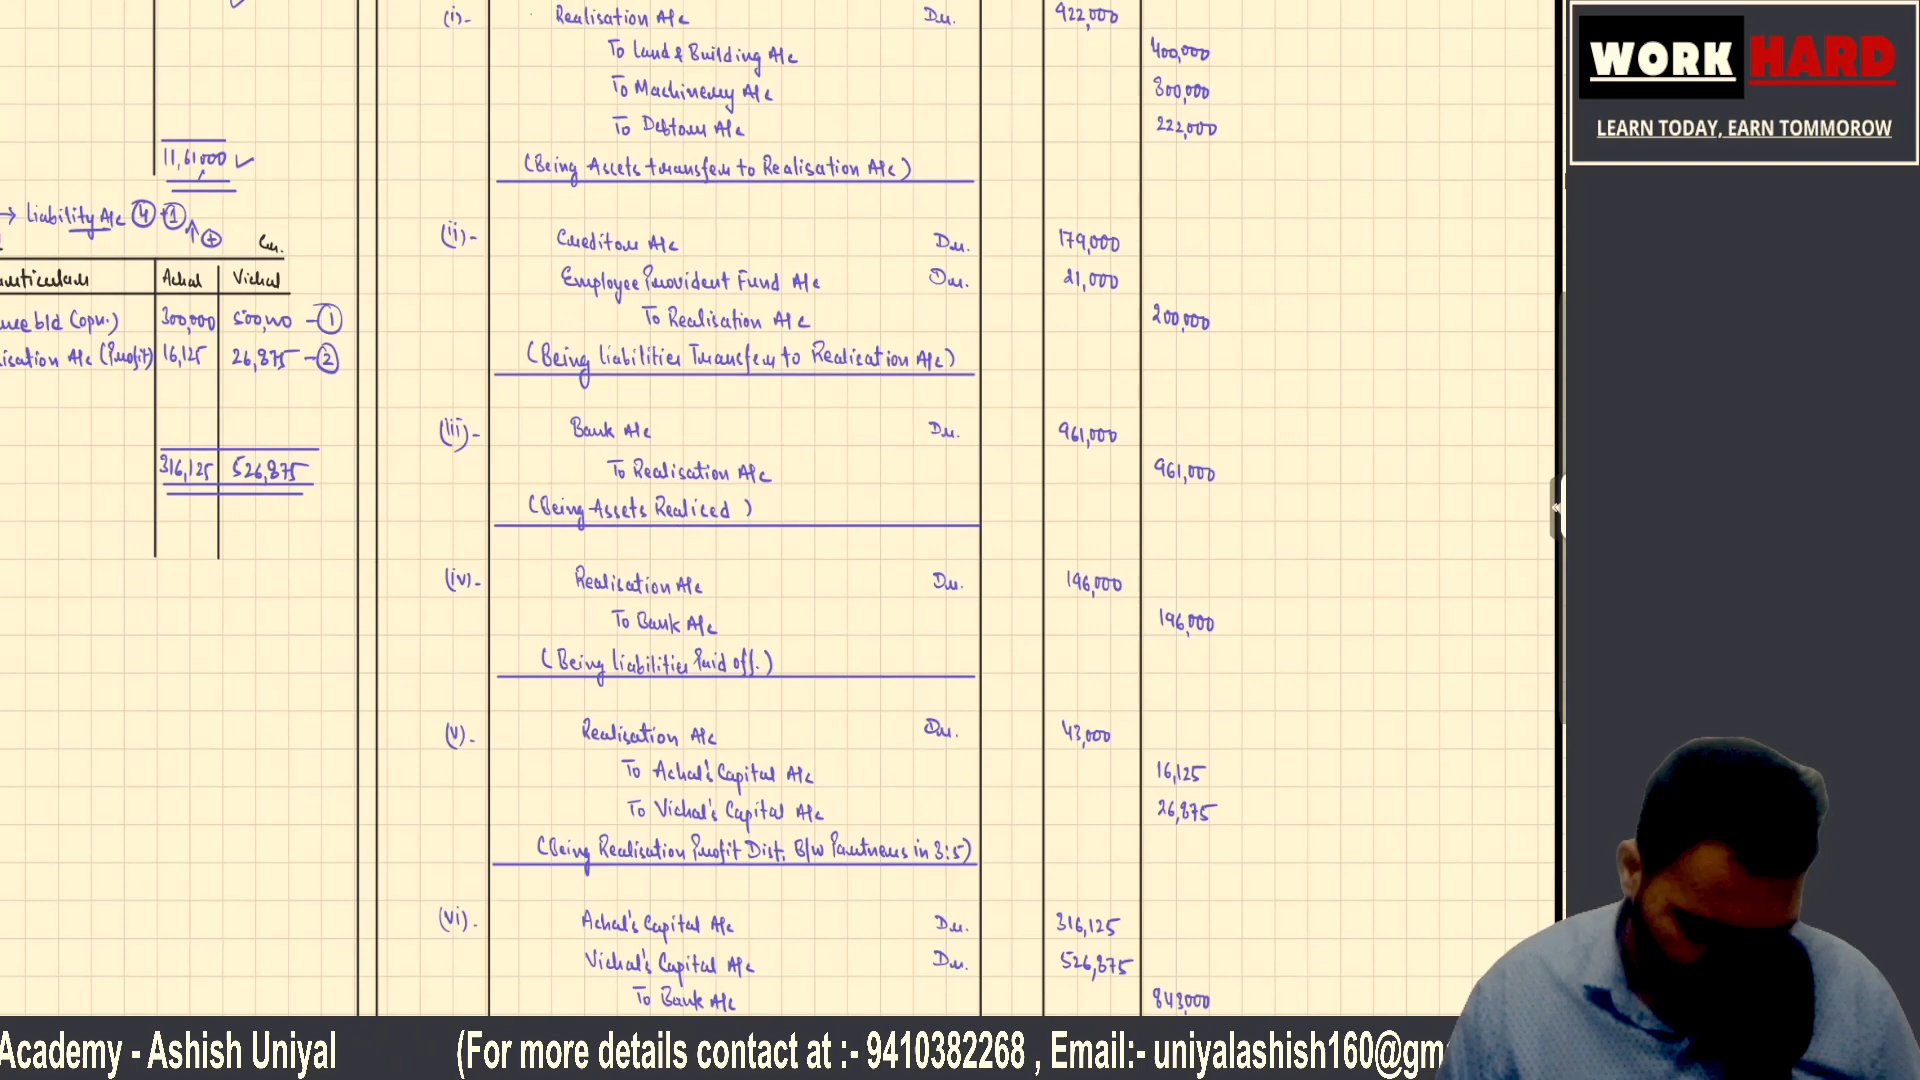 WORK HARD
LEARN TODAY, EARN TOMMOROW
11,61000
→ Liability A/c 4 1
+
Cr.
Achal Vichal
300,000 500,000 - 1
isation A/c (Profit) 16,125 26,875 - 2
316,125 526,875
(i)- Realisation A/c Dr. 922,000
To Land & Building A/c 400,000
To Machinery A/c 300,000
To Debtors A/c 222,000
(Being Assets transfer to Realisation A/c)
(ii)- Creditors A/c Dr. 179,000
Employee Provident Fund A/c Dr. 21,000
To Realisation A/c 200,000
(Being liabilities Transfer to Realisation A/c)
(iii)- Bank A/c Dr. 961,000
To Realisation A/c 961,000
(Being Assets Realised)
(iv)- Realisation A/c Dr. 196,000
To Bank A/c 196,000
(Being liabilities Paid off.)
(v)- Realisation A/c Dr. 43,000
To Achal's Capital A/c 16,125
To Vichal's Capital A/c 26,875
(Being Realisation Profit Dist. B/w Partners in 3:5)
(vi)- Achal's Capital A/c Dr. 316,125
Vichal's Capital A/c Dr. 526,875
To Bank A/c 843,000
Academy - Ashish Uniyal (For more details contact at :- 9410382268 , Email:- uniyalashish160@gm